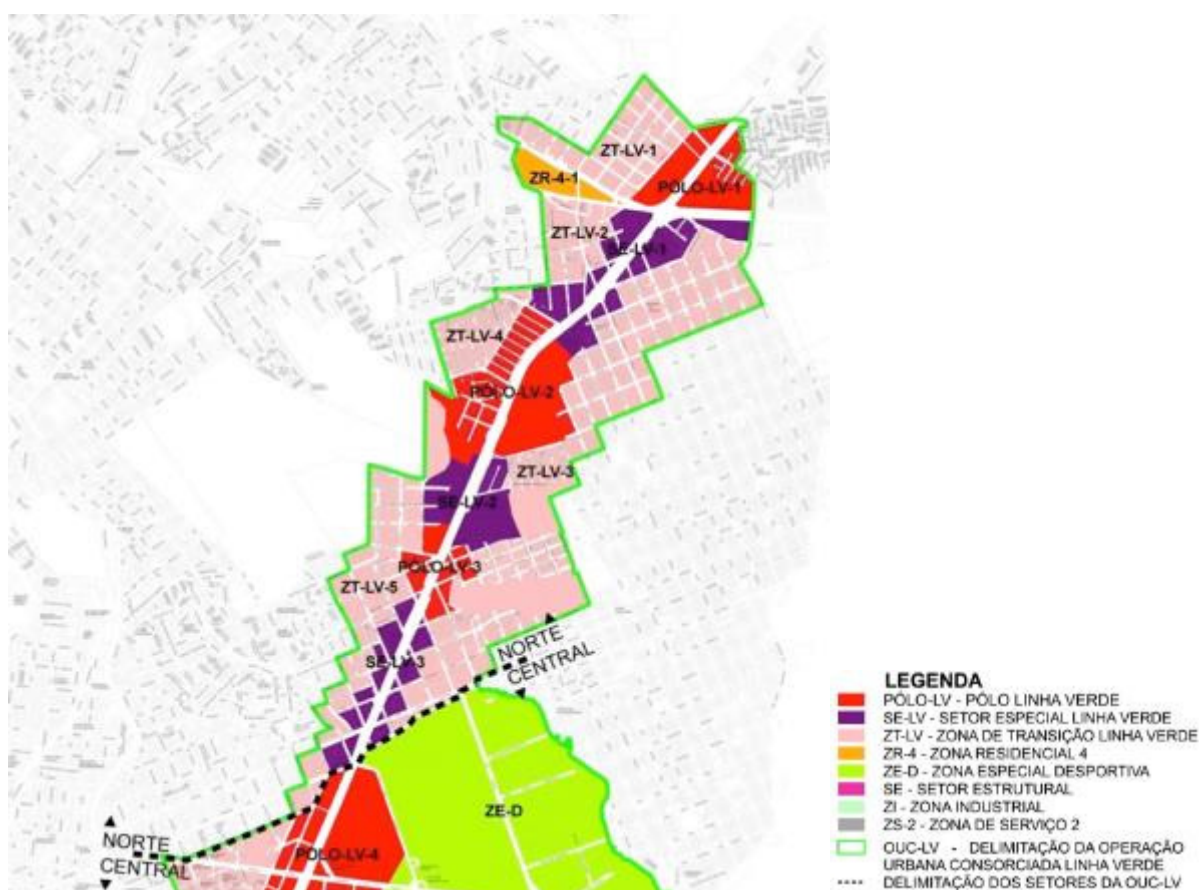 ZT-LV-1
ZR-4-1
PÓLO-LV-1
ZT-LV-2
SE-LV-1
ZT-LV-4
PÓLO-LV-2
ZT-LV-3
SE-LV-2
PÓLO-LV-3
ZT-LV-5
NORTE
CENTRAL
SE-LV-3
ZE-D
NORTE
CENTRAL
PÓLO-LV-4
LEGENDA
PÓLO-LV - PÓLO LINHA VERDE
SE-LV - SETOR ESPECIAL LINHA VERDE
ZT-LV - ZONA DE TRANSIÇÃO LINHA VERDE
ZR-4 - ZONA RESIDENCIAL 4
ZE-D - ZONA ESPECIAL DESPORTIVA
SE - SETOR ESTRUTURAL
ZI - ZONA INDUSTRIAL
ZS-2 - ZONA DE SERVIÇO 2
OUC-LV - DELIMITAÇÃO DA OPERAÇÃO
URBANA CONSORCIADA LINHA VERDE
DELIMITAÇÃO DOS SETORES DA OUC-LV